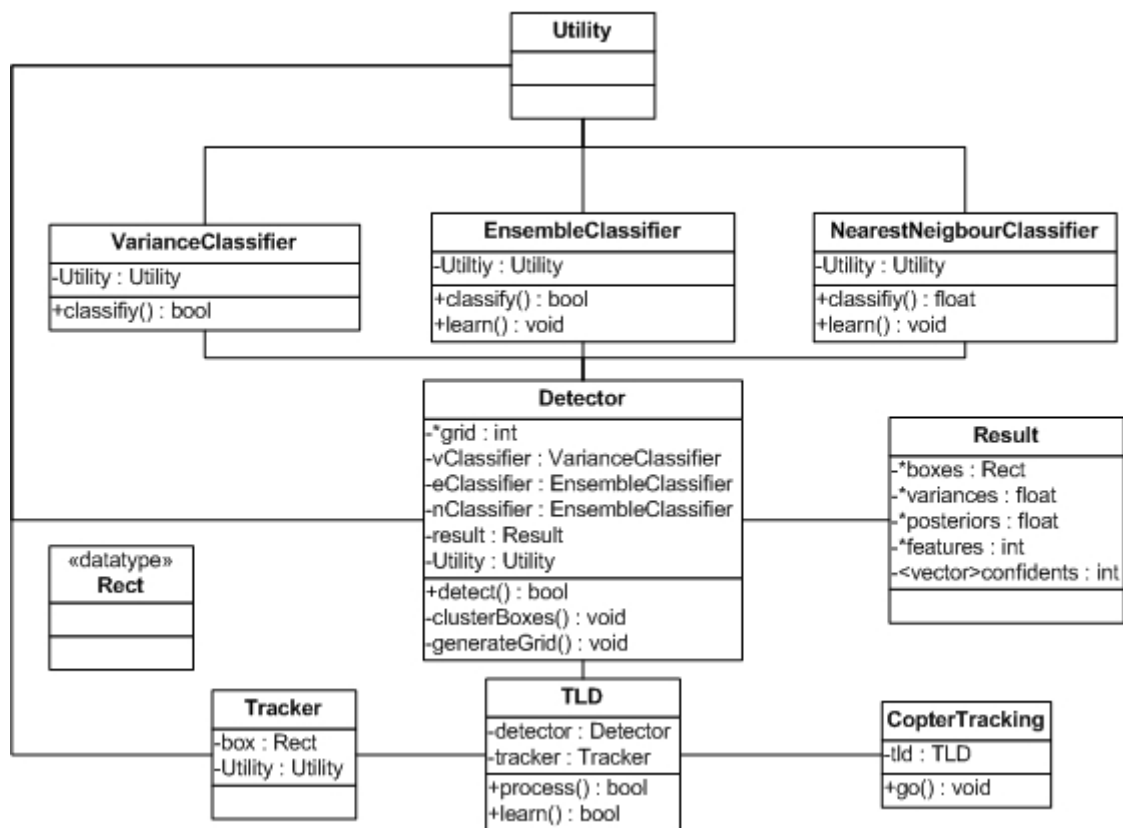 Utility
VarianceClassifier
-Utility : Utility
+classifiy() : bool
EnsembleClassifier
-Utiltiy : Utility
+classify() : bool
+learn() : void
NearestNeigbourClassifier
-Utility : Utility
+classifiy() : float
+learn() : void
Detector
-*grid : int
-vClassifier : VarianceClassifier
-eClassifier : EnsembleClassifier
-nClassifier : EnsembleClassifier
-result : Result
-Utility : Utility
+detect() : bool
-clusterBoxes() : void
-generateGrid() : void
Result
-*boxes : Rect
-*variances : float
-*posteriors : float
-*features : int
-<vector>confidents : int
«datatype»
Rect
Tracker
-box : Rect
-Utility : Utility
TLD
-detector : Detector
-tracker : Tracker
+process() : bool
+learn() : bool
CopterTracking
-tld : TLD
+go() : void